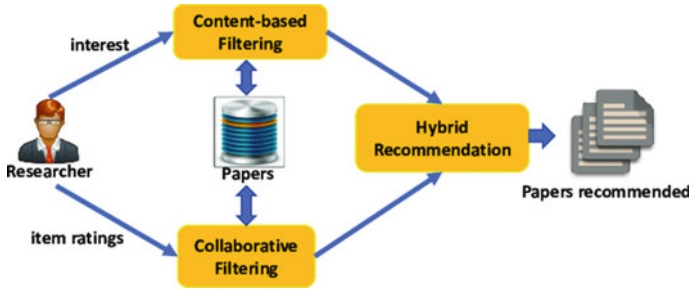 Content-based
Filtering
interest
Researcher
Papers
Hybrid
Recommendation
Papers recommended
item ratings
Collaborative
Filtering